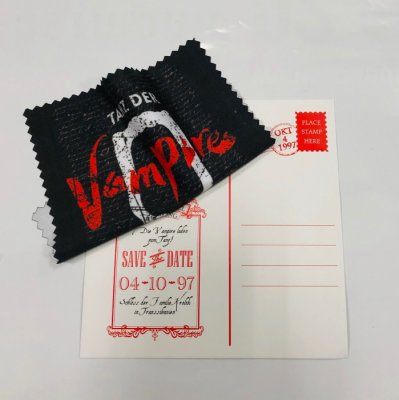 TANZ DER
Vampire
OKT
4
1997
PLACE
STAMP
HERE
Die Vampire laden
zum Tanz!
SAVE the DATE
04-10-97
Schloss der Familie Krolok
in Transsilvanien